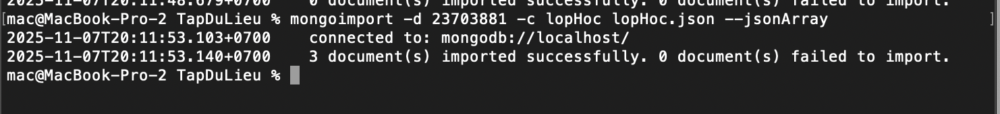 2025-11-07T20:11:48.679+0700    0 document(s) imported successfully. 0 document(s) failed to import.
[mac@MacBook-Pro-2 TapDuLieu % mongoimport -d 23703881 -c lopHoc lopHoc.json --jsonArray ]
2025-11-07T20:11:53.103+0700    connected to: mongodb://localhost/
2025-11-07T20:11:53.140+0700    3 document(s) imported successfully. 0 document(s) failed to import.
mac@MacBook-Pro-2 TapDuLieu %